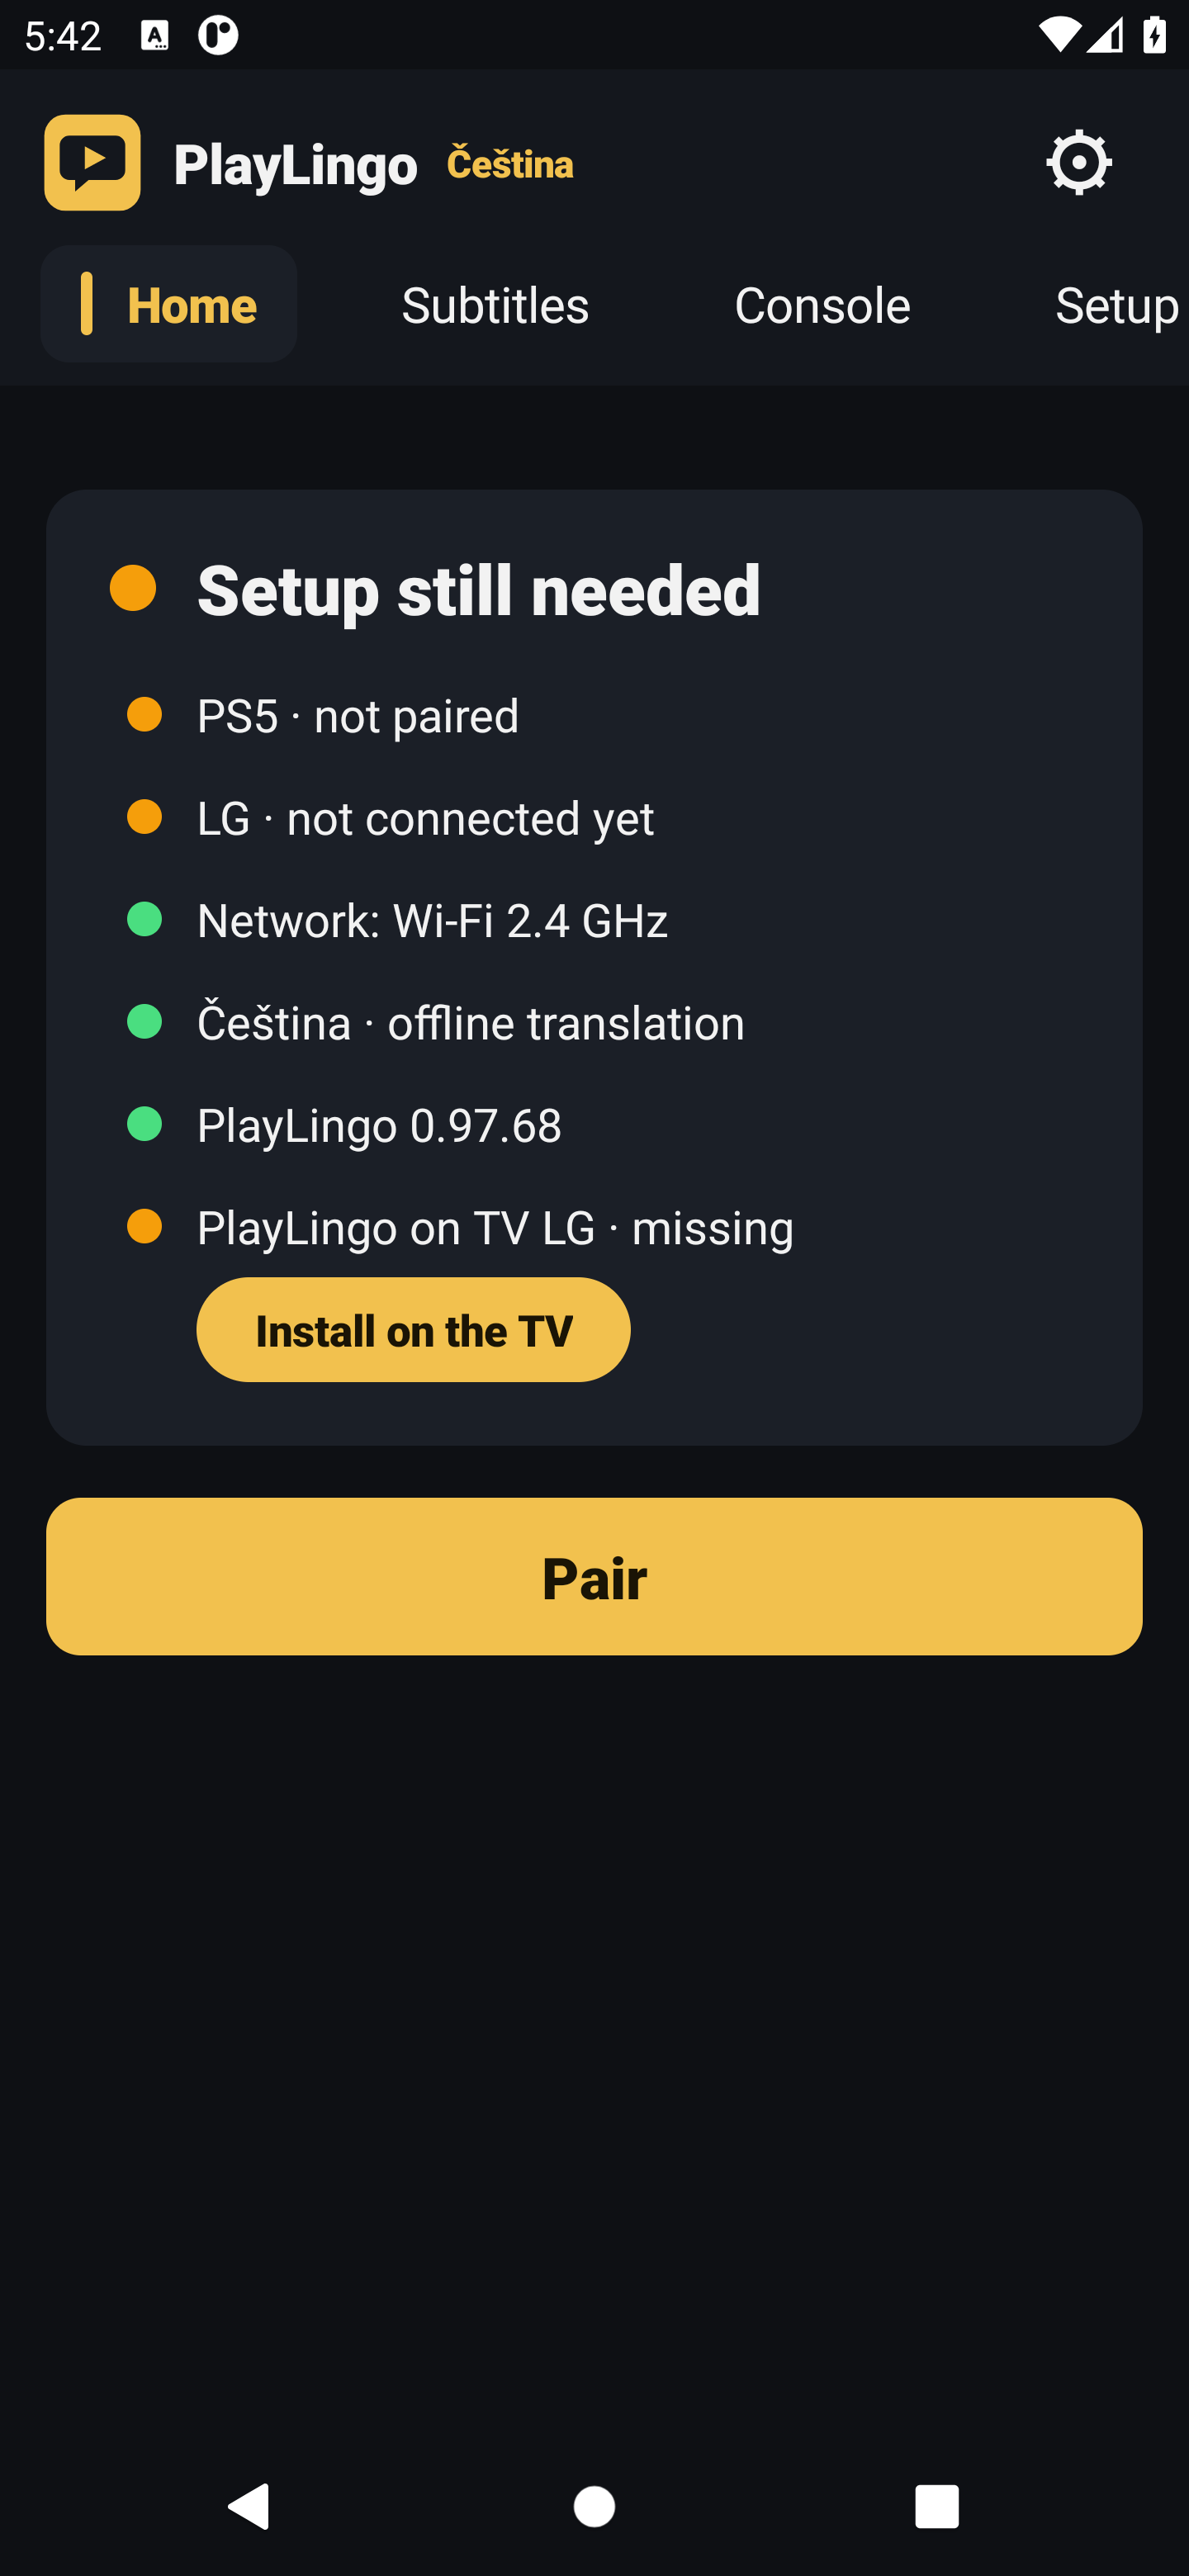 5:42
PlayLingo Čeština
Home Subtitles Console Setup
Setup still needed
PS5 · not paired
LG · not connected yet
Network: Wi-Fi 2.4 GHz
Čeština · offline translation
PlayLingo 0.97.68
PlayLingo on TV LG · missing
Install on the TV
Pair